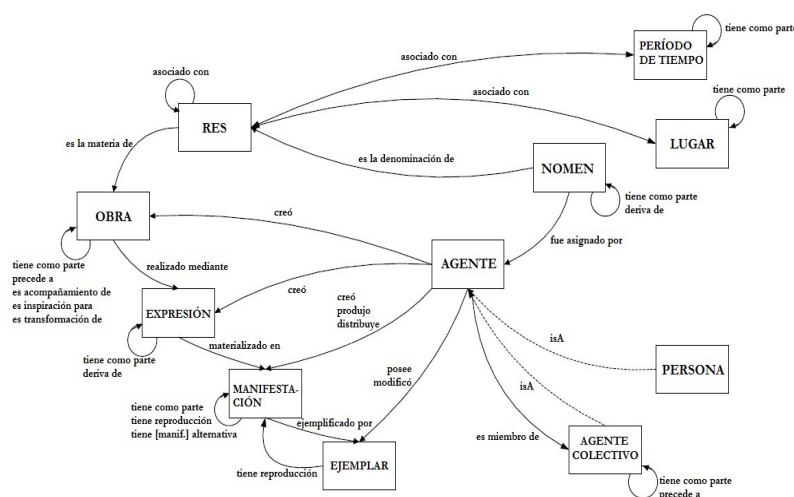 tiene como parte
PERÍODO
DE TIEMPO
asociado con
asociado con
tiene como parte
asociado con
RES
LUGAR
es la materia de
es la denominación de
NOMEN
tiene como parte
deriva de
OBRA
creó
fue asignado por
tiene como parte
precede a
es acompañamiento de
es inspiración para
es transformación de
realizado mediante
AGENTE
creó
creó
produjo
distribuye
EXPRESIÓN
materializado en
tiene como parte
deriva de
isA
posee
modificó
PERSONA
MANIFESTA-
CIÓN
isA
tiene como parte
tiene reproducción
tiene [manif.] alternativa
ejemplificado por
es miembro de
AGENTE
COLECTIVO
tiene reproducción
EJEMPLAR
tiene como parte
precede a